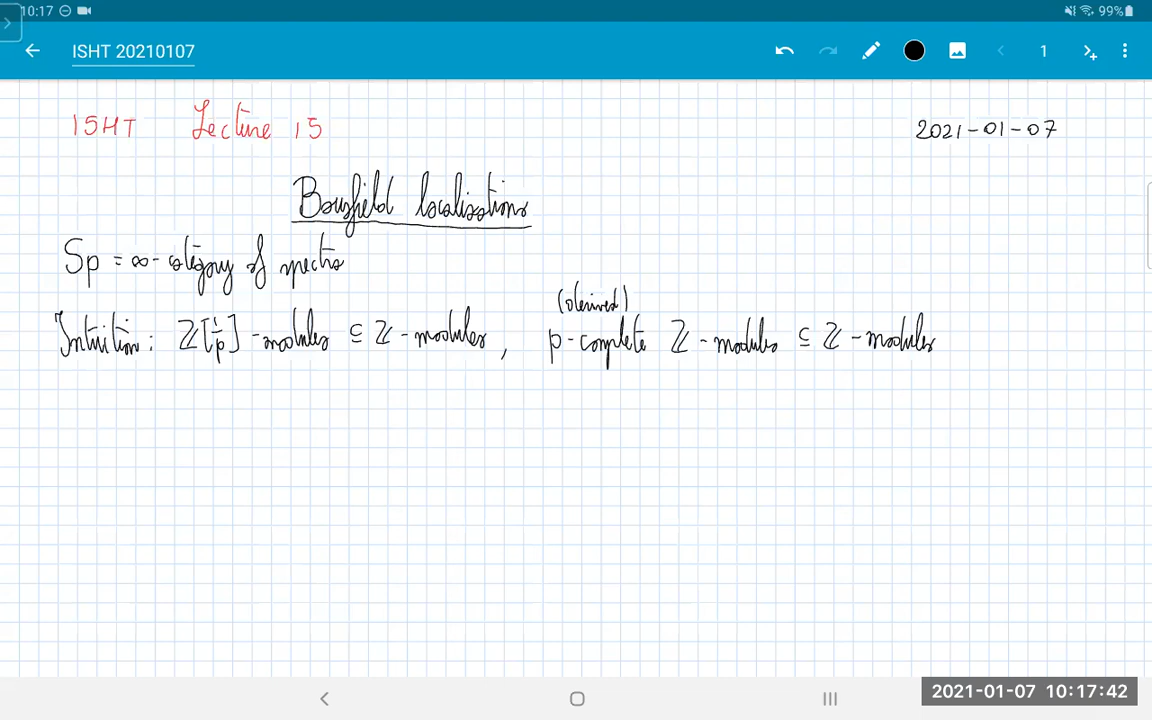 10:17
99%
ISHT 20210107
1
ISHT Lecture 15
2021-01-07
Bousfield localisations
Sp = ∞-category of spectra
(derived)
Intuition: ℤ[1/p]-modules ⊆ ℤ-modules, p-complete ℤ-modules ⊆ ℤ-modules
2021-01-07 10:17:42